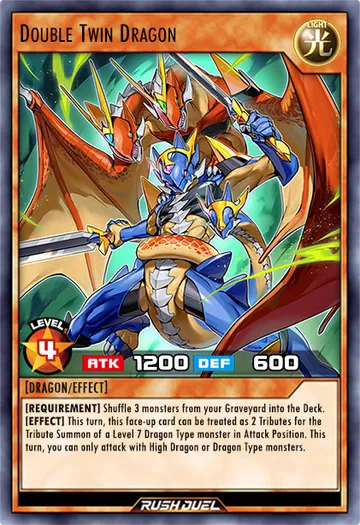 DOUBLE TWIN DRAGON
LIGHT
光
LEVEL
4
ATK 1200 DEF 600
[DRAGON/EFFECT]
[REQUIREMENT] Shuffle 3 monsters from your Graveyard into the Deck.
[EFFECT] This turn, this face-up card can be treated as 2 Tributes for the
Tribute Summon of a Level 7 Dragon Type monster in Attack Position. This
turn, you can only attack with High Dragon or Dragon Type monsters.
RUSH DUEL